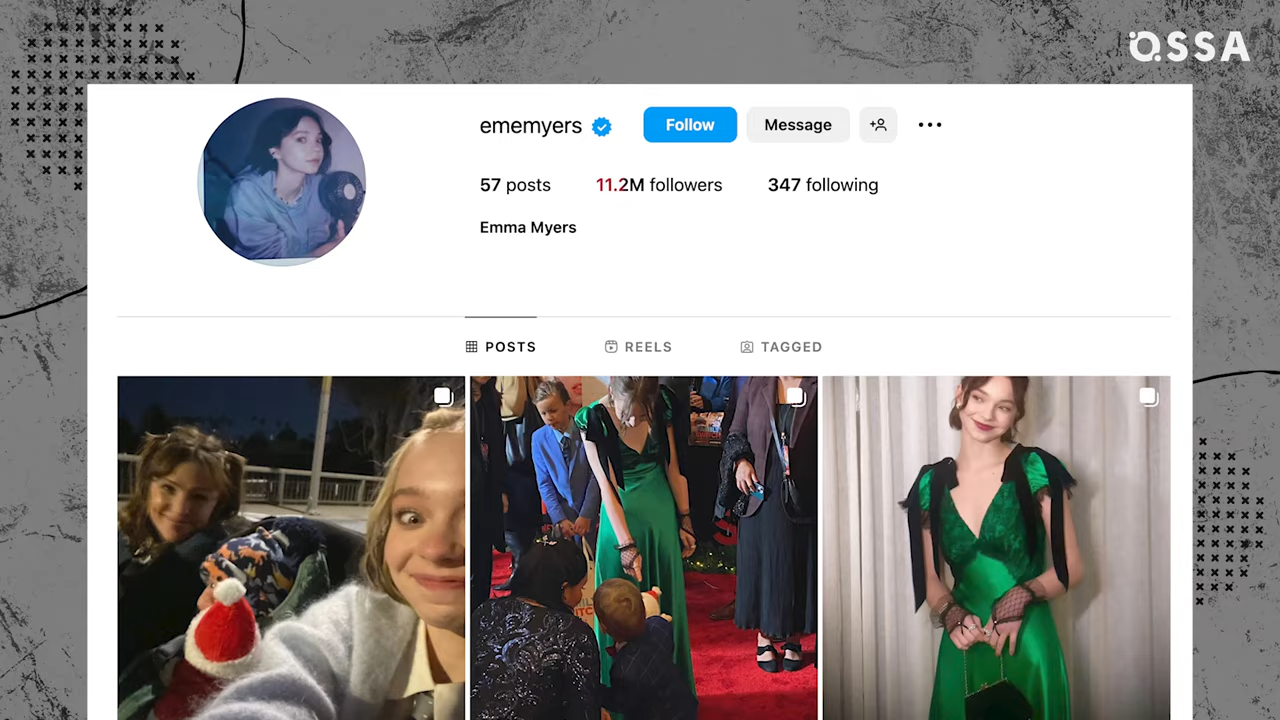 OSSA
ememyers Follow Message
57 posts 11.2M followers 347 following
Emma Myers
POSTS REELS TAGGED